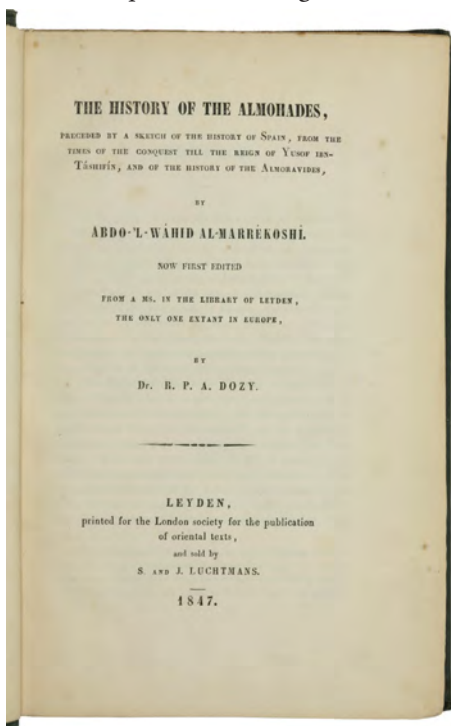 THE HISTORY OF THE ALMOHADES,
PRECEDED BY A SKETCH OF THE HISTORY OF SPAIN, FROM THE
TIMES OF THE CONQUEST TILL THE REIGN OF YUSOF IBN-
TÁSHIFÍN, AND OF THE HISTORY OF THE ALMORAVIDES,
BY
ABDO-'L-WÁHID AL-MARRÉKOSHÍ.
NOW FIRST EDITED
FROM A MS. IN THE LIBRARY OF LEYDEN,
THE ONLY ONE EXTANT IN EUROPE,
BY
Dr. R. P. A. DOZY.
LEYDEN,
printed for the London society for the publication
of oriental texts,
and sold by
S. AND J. LUCHTMANS.
1847.